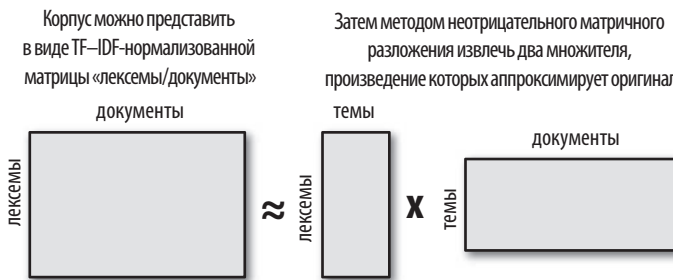 Корпус можно представить
в виде TF–IDF-нормализованной
матрицы «лексемы/документы»
Затем методом неотрицательного матричного
разложения извлечь два множителя,
произведение которых аппроксимирует оригинал
документы
лексемы
≈
темы
лексемы
x
документы
темы